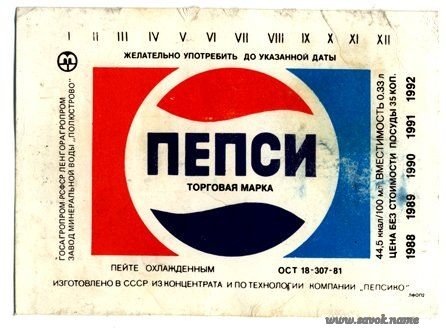 I II III IV V VI VII VIII IX X XI XII
ЖЕЛАТЕЛЬНО УПОТРЕБИТЬ ДО УКАЗАННОЙ ДАТЫ
М
ГОСАГРОПРОМ РСФСР ЛЕНГОРАГРОПРОМ
ЗАВОД МИНЕРАЛЬНОЙ ВОДЫ „ПОЛЮСТРОВО"
ПЕПСИ
ТОРГОВАЯ МАРКА
44,5 ккал/100 мл ВМЕСТИМОСТЬ 0.33 л
ЦЕНА БЕЗ СТОИМОСТИ ПОСУДЫ 35 КОП.
1988 1989 1990 1991 1992
ПЕЙТЕ ОХЛАЖДЕННЫМ
ОСТ 18-307-81
ИЗГОТОВЛЕНО В СССР ИЗ КОНЦЕНТРАТА И ПО ТЕХНОЛОГИИ КОМПАНИИ "ПЕПСИКО"
ЛФОП2
www.savok.name